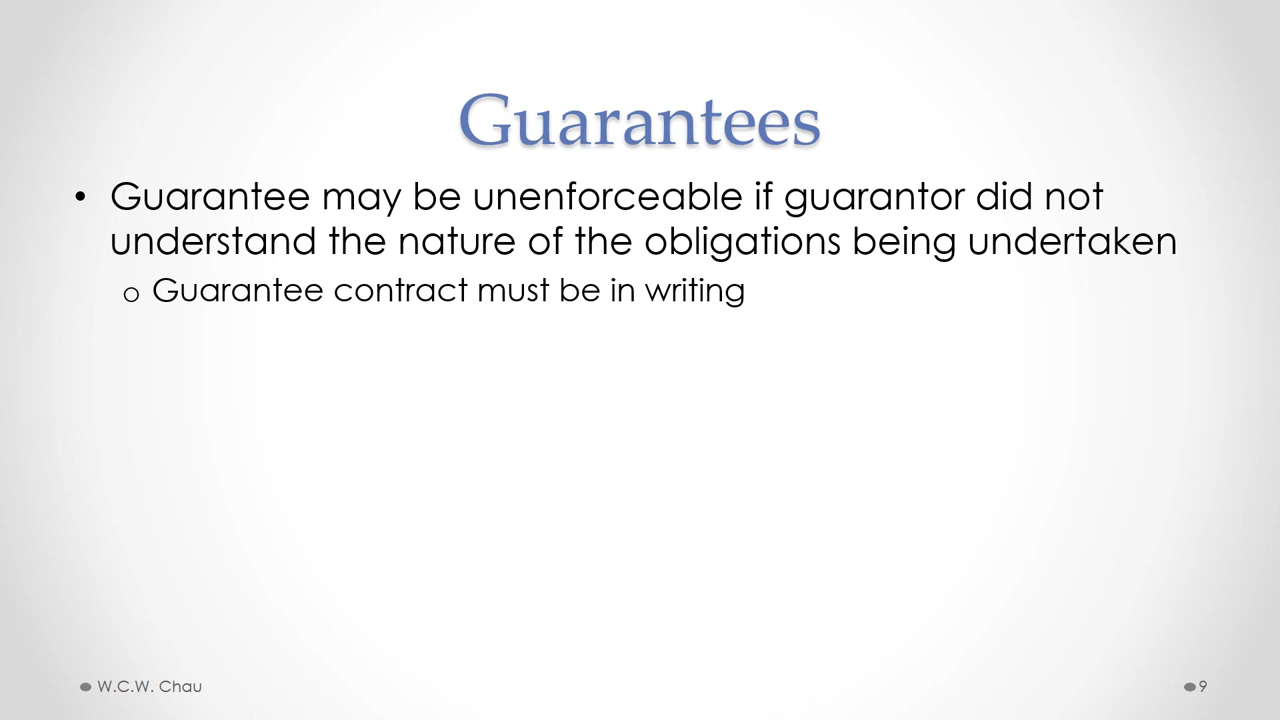 Guarantees
• Guarantee may be unenforceable if guarantor did not
understand the nature of the obligations being undertaken
o Guarantee contract must be in writing
W.C.W. Chau
9